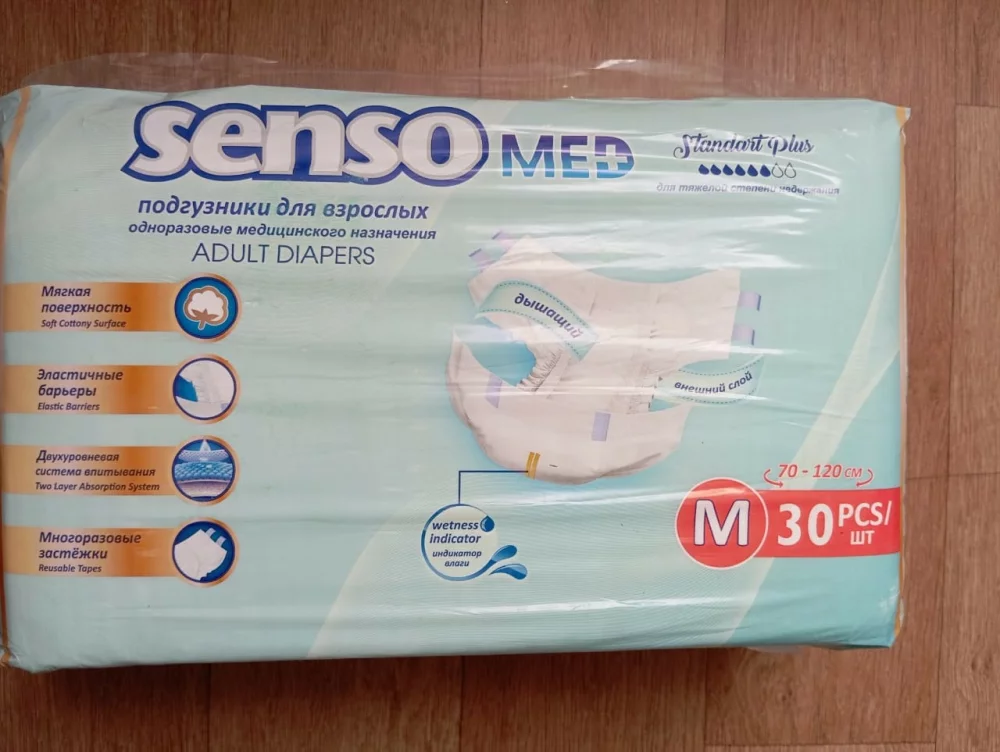 senso MED
Standart Plus
для тяжелой степени недержания
подгузники для взрослых
одноразовые медицинского назначения
ADULT DIAPERS
Мягкая
поверхность
Soft Cottony Surface
дышащий
внешний слой
Эластичные
барьеры
Elastic Barriers
Двухуровневая
система впитывания
Two Layer Absorption System
Многоразовые
застёжки
Reusable Tapes
wetness
indicator
индикатор
влаги
70 - 120 см
M
30 PCS/
шт